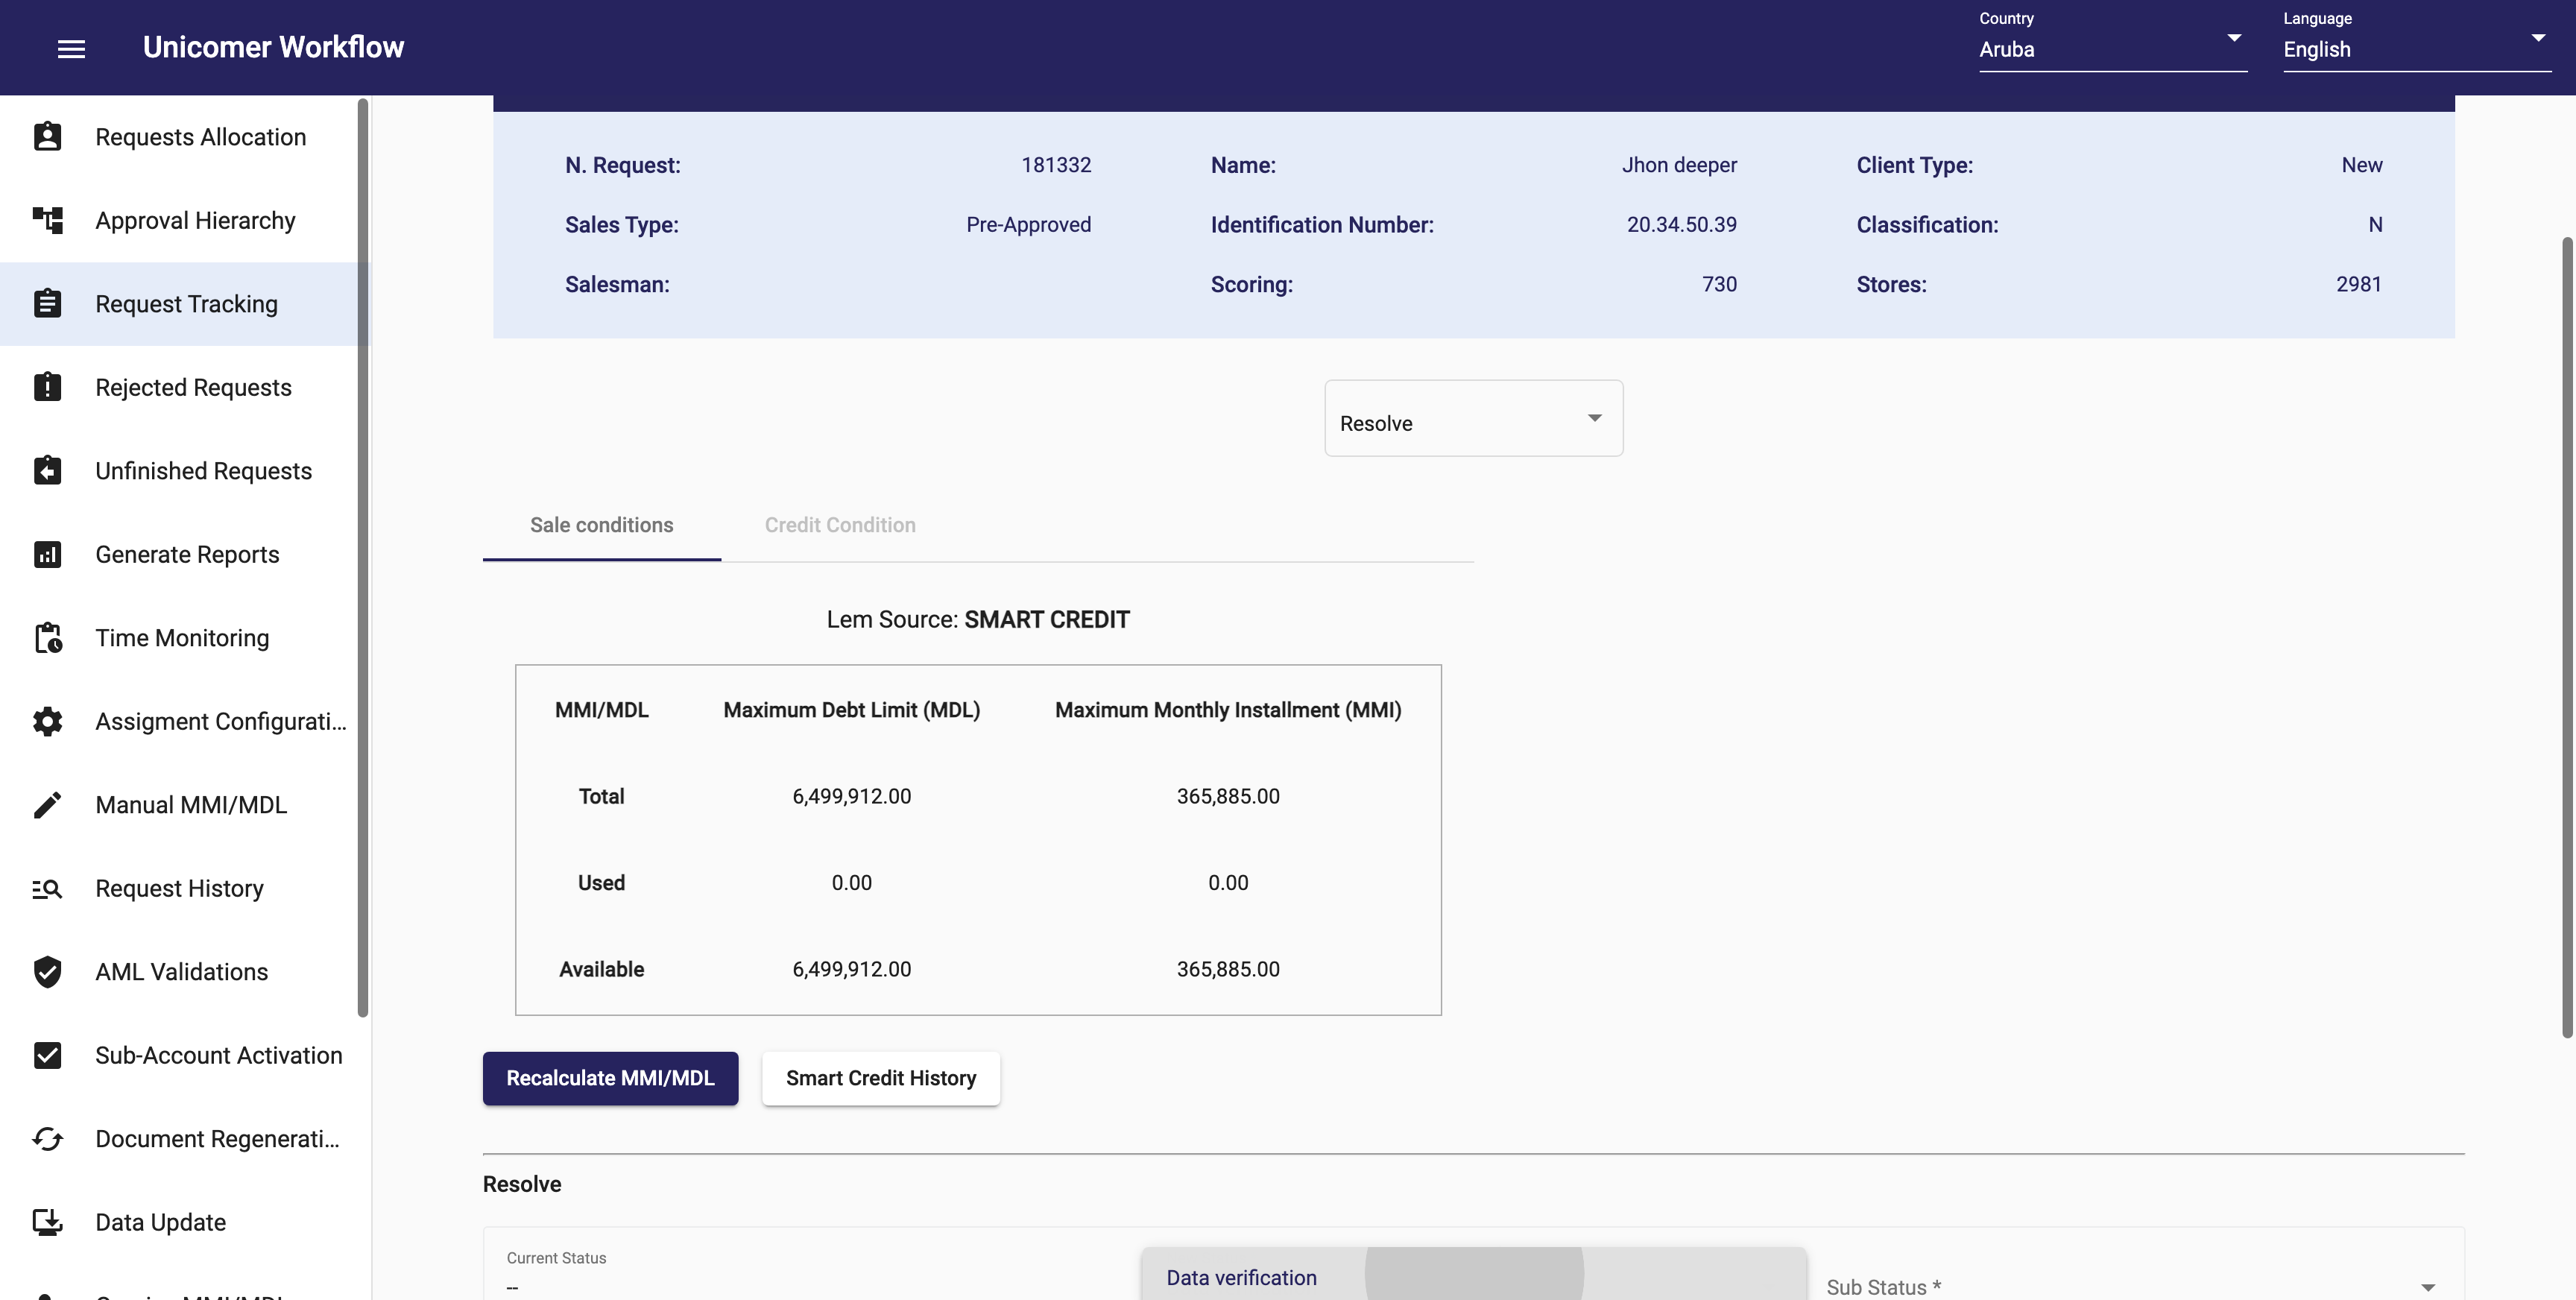 Unicomer Workflow
Country
Aruba
Language
English
Requests Allocation
Approval Hierarchy
Request Tracking
Rejected Requests
Unfinished Requests
Generate Reports
Time Monitoring
Assigment Configurati...
Manual MMI/MDL
Request History
AML Validations
Sub-Account Activation
Document Regenerati...
Data Update
N. Request: 181332 Name: Jhon deeper Client Type: New
Sales Type: Pre-Approved Identification Number: 20.34.50.39 Classification: N
Salesman: Scoring: 730 Stores: 2981
Resolve
Sale conditions Credit Condition
Lem Source: SMART CREDIT
MMI/MDL Maximum Debt Limit (MDL) Maximum Monthly Installment (MMI)
Total 6,499,912.00 365,885.00
Used 0.00 0.00
Available 6,499,912.00 365,885.00
Recalculate MMI/MDL Smart Credit History
Resolve
Current Status
--
Data verification
Sub Status *